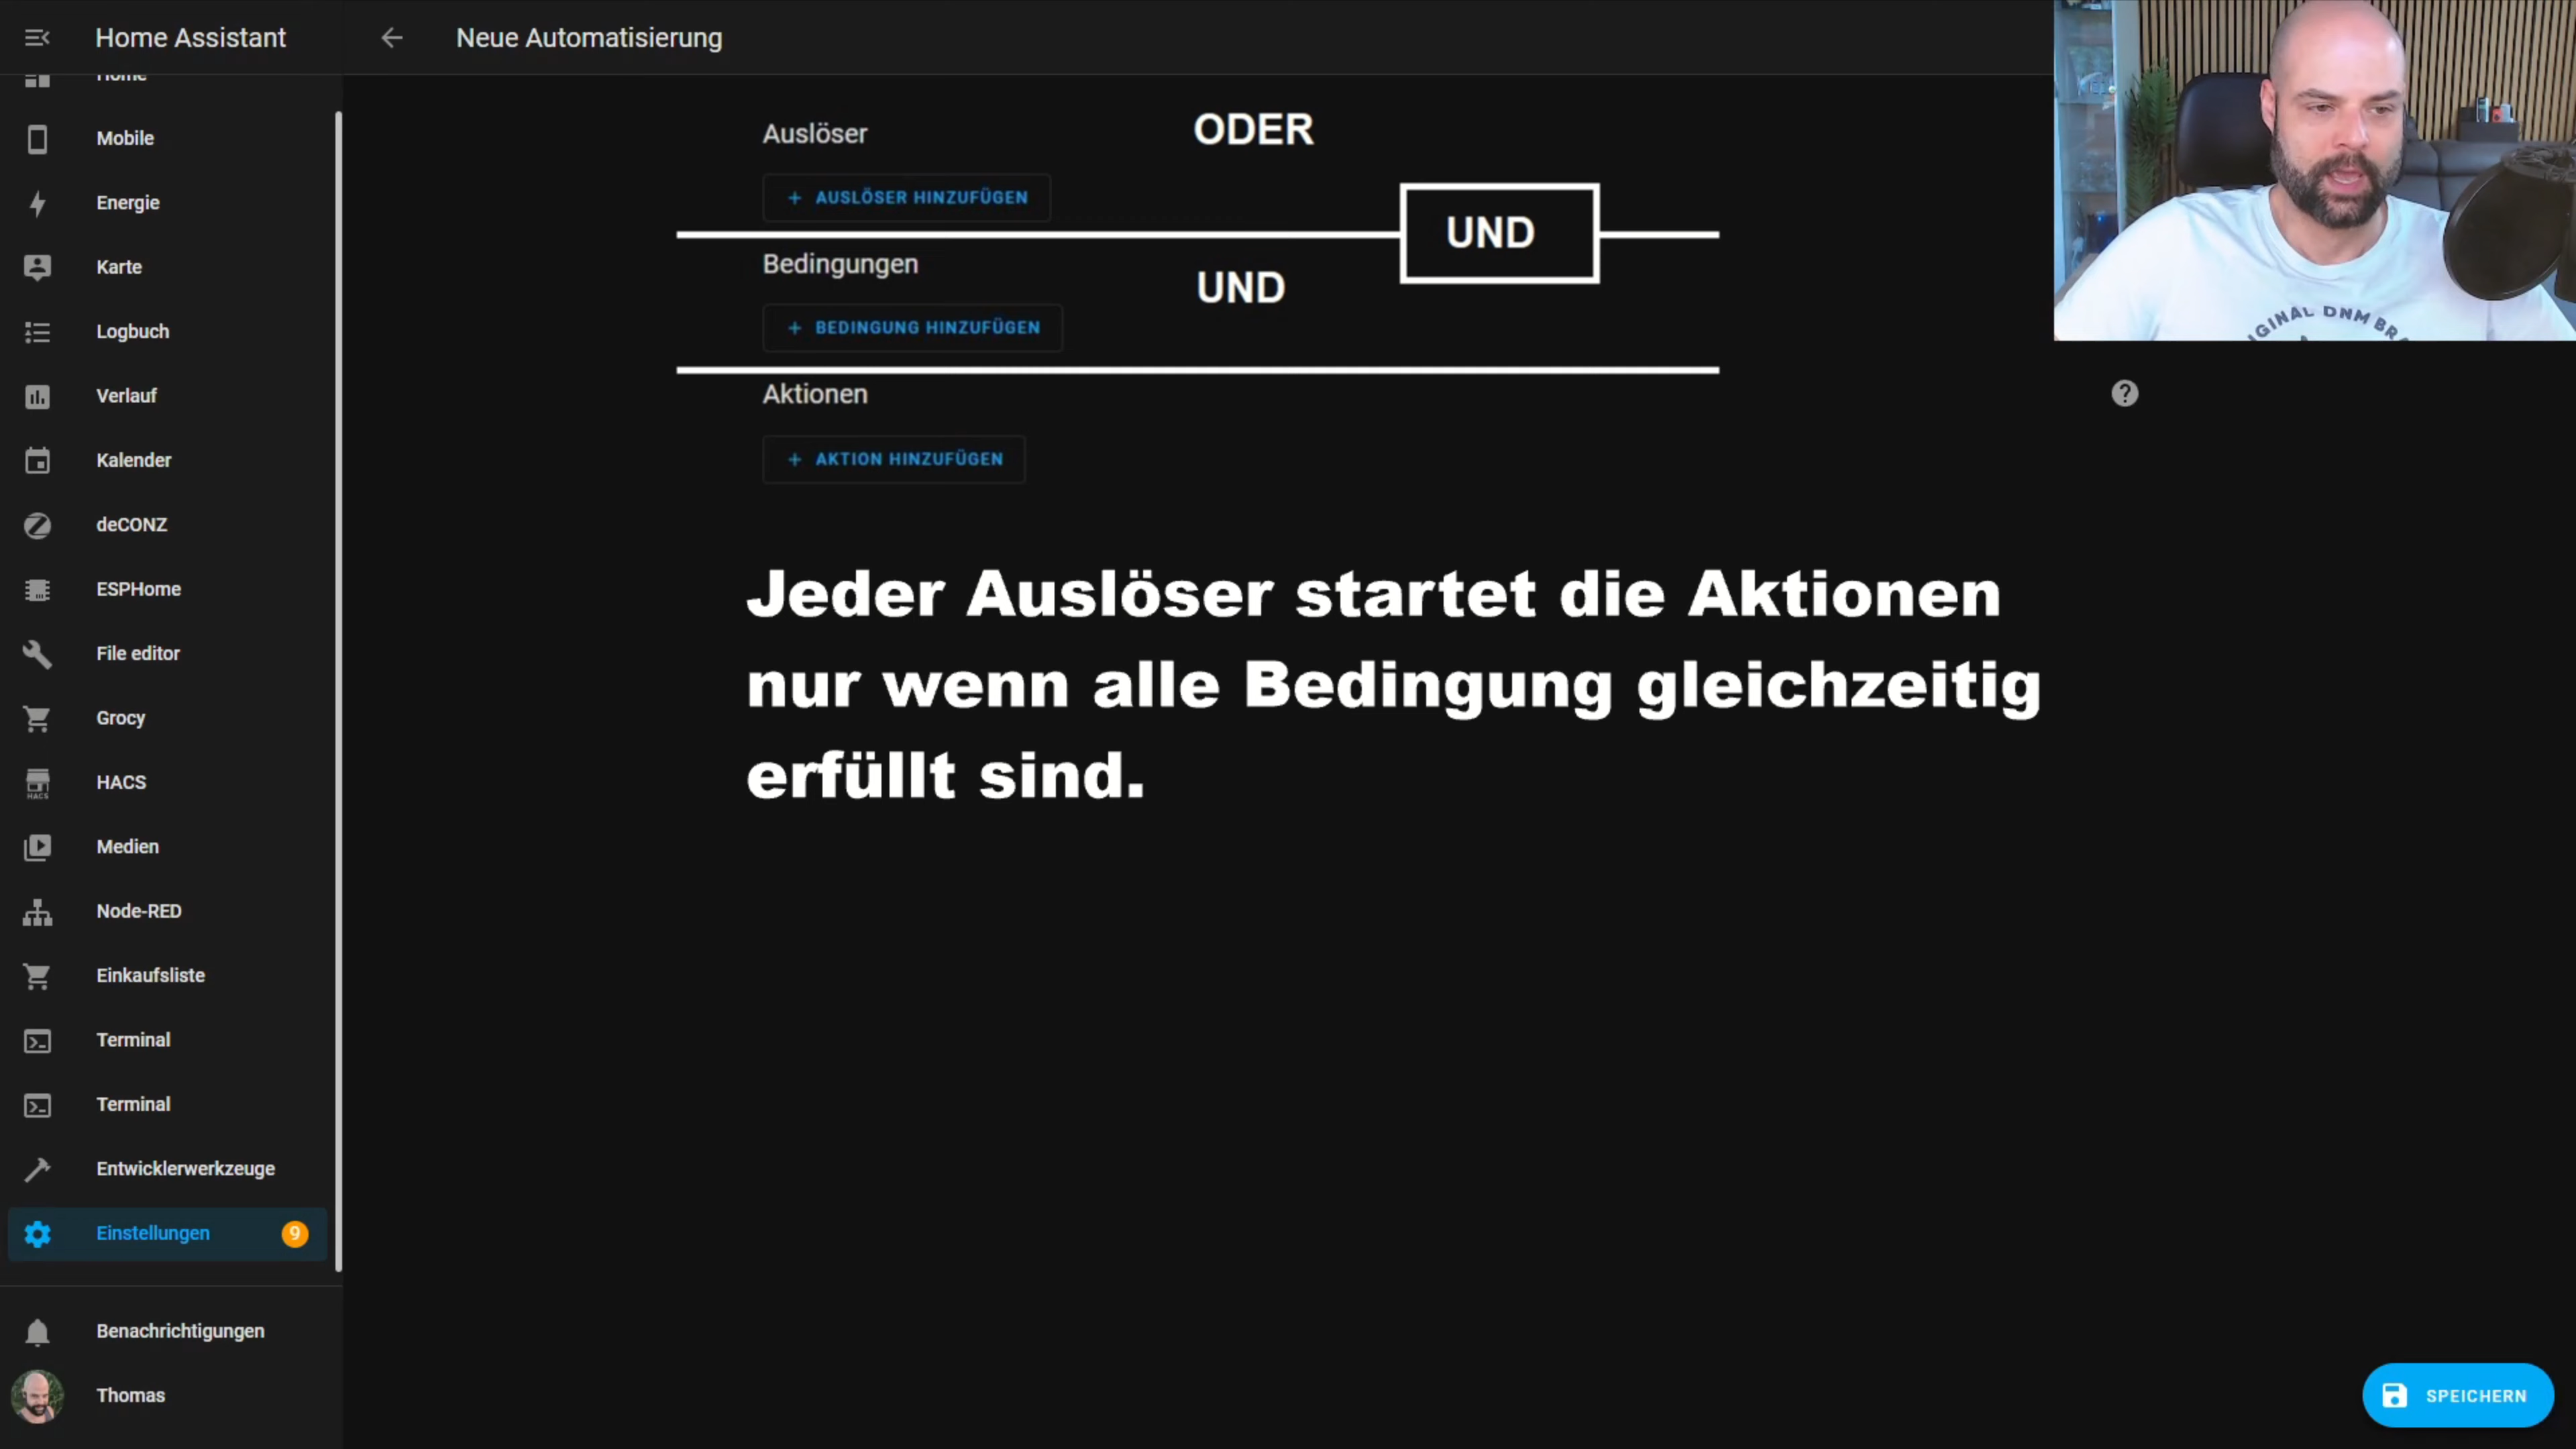 Home Assistant
Neue Automatisierung
Home
Mobile
Energie
Karte
Logbuch
Verlauf
Kalender
deCONZ
ESPHome
File editor
Grocy
HACS
HACS
Medien
Node-RED
Einkaufsliste
Terminal
Terminal
Entwicklerwerkzeuge
Einstellungen 9
Benachrichtigungen
Thomas
Auslöser
ODER
+ AUSLÖSER HINZUFÜGEN
UND
Bedingungen
UND
+ BEDINGUNG HINZUFÜGEN
Aktionen
?
+ AKTION HINZUFÜGEN
Jeder Auslöser startet die Aktionen
nur wenn alle Bedingung gleichzeitig
erfüllt sind.
SPEICHERN